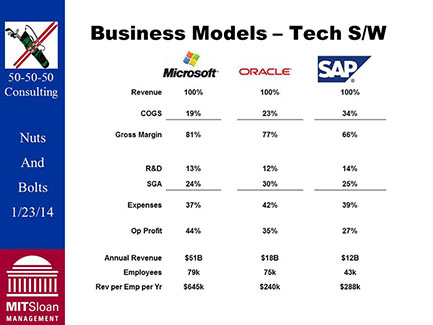 Business Models – Tech S/W
50-50-50
Consulting
Nuts
And
Bolts
1/23/14
MITSloan
MANAGEMENT
Microsoft® ORACLE® SAP®
Revenue 100% 100% 100%
COGS 19% 23% 34%
Gross Margin 81% 77% 66%
R&D 13% 12% 14%
SGA 24% 30% 25%
Expenses 37% 42% 39%
Op Profit 44% 35% 27%
Annual Revenue $51B $18B $12B
Employees 79k 75k 43k
Rev per Emp per Yr $645k $240k $288k